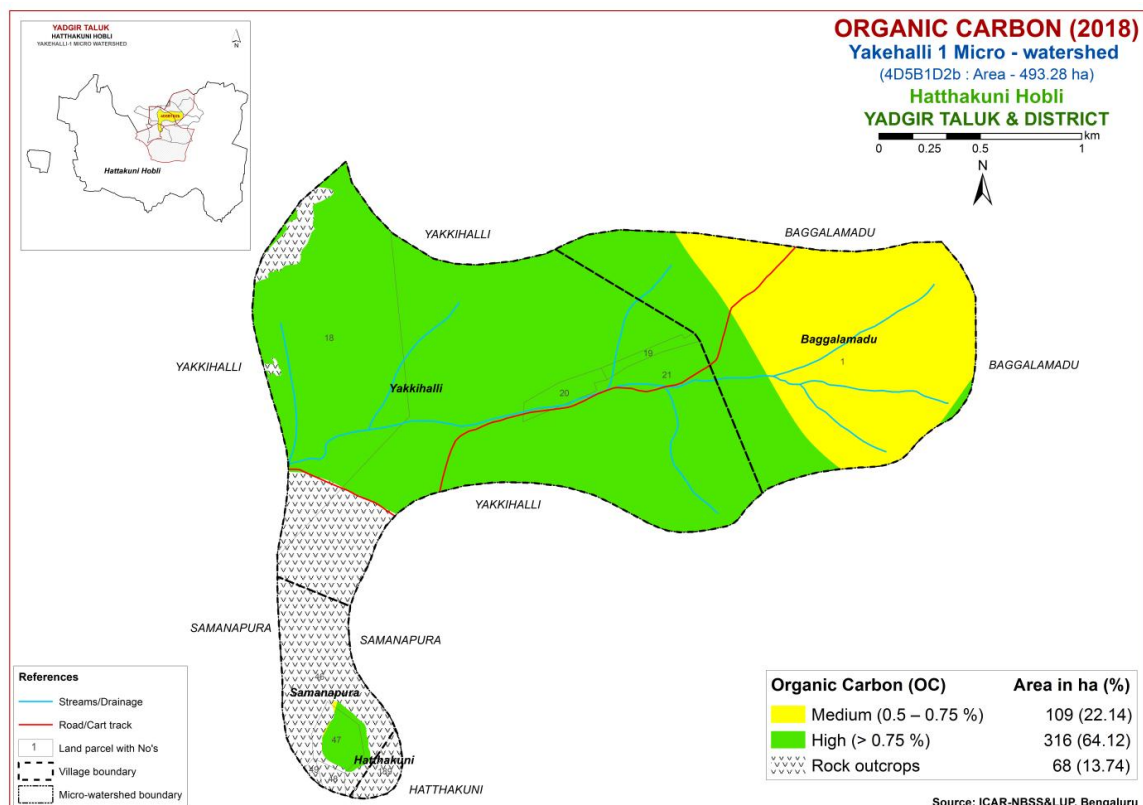 YADGIR TALUK
HATTHAKUNI HOBLI
YAKEHALLI-1 MICRO WATERSHED
N
Hattakuni Hobli
ORGANIC CARBON (2018)
Yakehalli 1 Micro - watershed
(4D5B1D2b : Area - 493.28 ha)
Hatthakuni Hobli
YADGIR TALUK & DISTRICT
km
0 0.25 0.5 1
N
YAKKIHALLI
BAGGALAMADU
18
19
Baggalamadu
1
YAKKIHALLI
BAGGALAMADU
21
Yakkihalli
20
YAKKIHALLI
SAMANAPURA
SAMANAPURA
Samanapura
47
Hatthakuni
HATTHAKUNI
References
Streams/Drainage
Road/Cart track
1 Land parcel with No's
Village boundary
Micro-watershed boundary
Organic Carbon (OC) Area in ha (%)
Medium (0.5 – 0.75 %) 109 (22.14)
High (> 0.75 %) 316 (64.12)
Rock outcrops 68 (13.74)
Source: ICAR-NBSS&LUP, Bengaluru